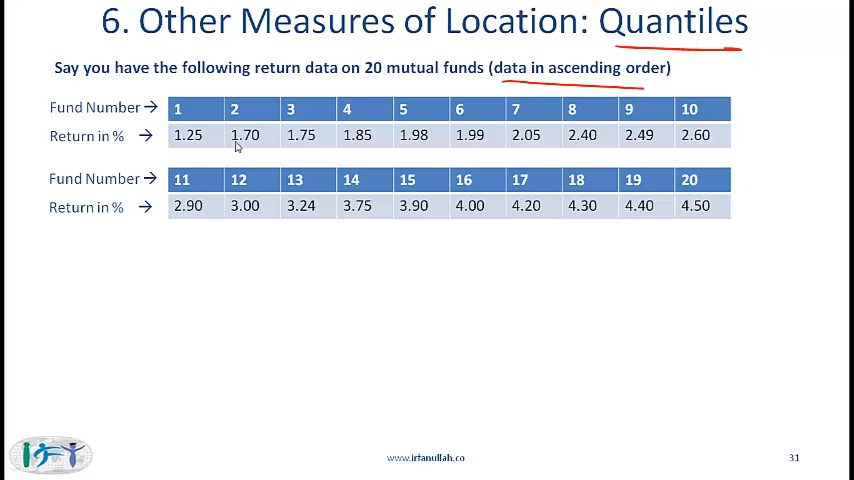 6. Other Measures of Location: Quantiles
Say you have the following return data on 20 mutual funds (data in ascending order)
Fund Number → 1 2 3 4 5 6 7 8 9 10
Return in % → 1.25 1.70 1.75 1.85 1.98 1.99 2.05 2.40 2.49 2.60
Fund Number → 11 12 13 14 15 16 17 18 19 20
Return in % → 2.90 3.00 3.24 3.75 3.90 4.00 4.20 4.30 4.40 4.50
www.irfanullah.co 31